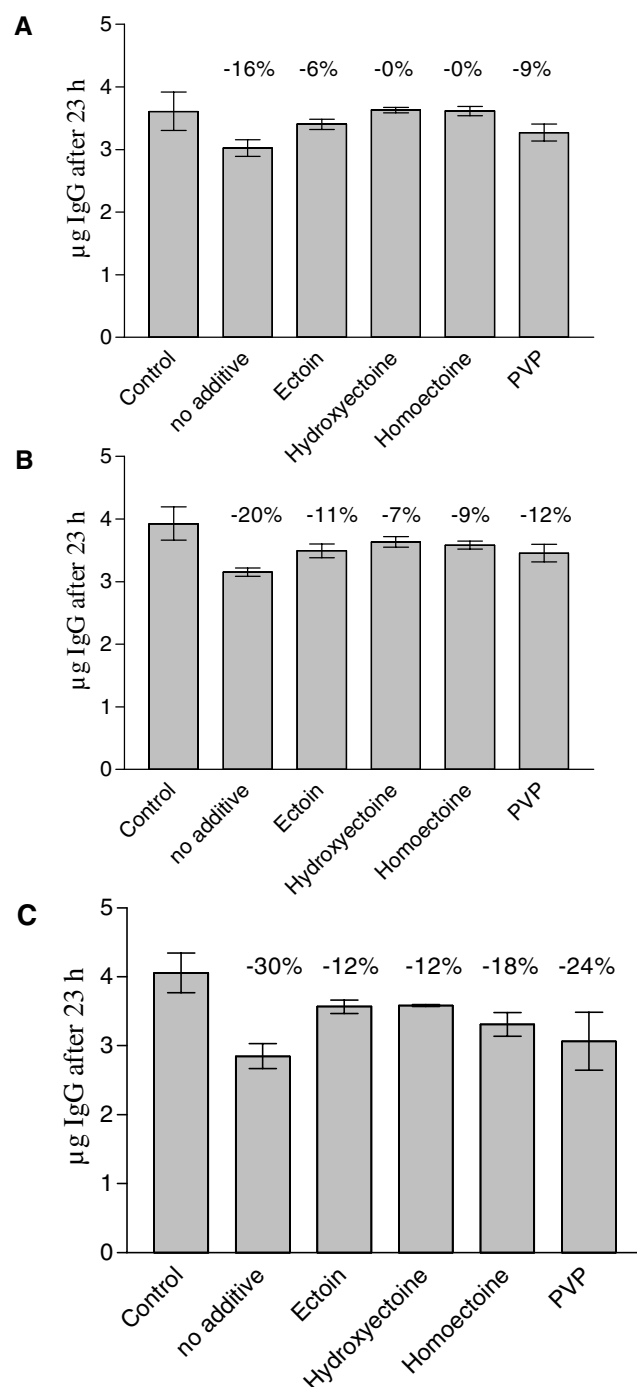 A
5
-16% -6% -0% -0% -9%
4
3
2
1
0
µg IgG after 23 h
Control
no additive
Ectoin
Hydroxyectoine
Homoectoine
PVP
B
5
-20% -11% -7% -9% -12%
4
3
2
1
0
µg IgG after 23 h
Control
no additive
Ectoin
Hydroxyectoine
Homoectoine
PVP
C
5
-30% -12% -12% -18% -24%
4
3
2
1
0
µg IgG after 23 h
Control
no additive
Ectoin
Hydroxyectoine
Homoectoine
PVP